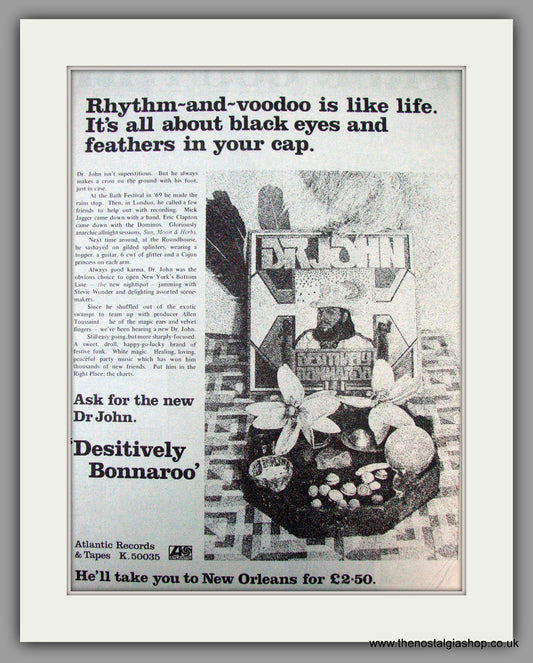 Rhythm-and-voodoo is like life.
It's all about black eyes and
feathers in your cap.
Dr. John isn't superstitious. But he always
makes a cross on the ground with his foot,
just in case.
At the Bath Festival in '69 he made the
rains stop. Then, in London, he called a few
friends to help out with recording. Mick
Jagger came down with a band, Eric Clapton
came down with the Dominos. Gloriously
anarchic allnight sessions, Sun, Moon & Herbs.
Next time around, at the Roundhouse,
he sashayed on gilded splinters, wearing a
topper, a guitar, 6 cwt of glitter and a Cajun
princess on each arm.
Always good karma, Dr. John was the
obvious choice to open New York's Bottom
Line - the new nightspot - jamming with
Stevie Wonder and delighting assorted scene-
makers.
Since he shuffled out of the exotic
swamps to team up with producer Allen
Toussaint - he of the magic ears and velvet
fingers - we've been hearing a new Dr. John.
Still easy-going, but more sharply-focused.
A sweet, droll, happy-go-lucky brand of
festive fonk. White magic. Healing, loving,
peaceful party music which has won him
thousands of new friends. Put him in the
Right Place; the charts.
Ask for the new
Dr John.
'Desitively
Bonnaroo'
Atlantic Records
& Tapes K.50035
He'll take you to New Orleans for £2·50.
DR. JOHN
DESITIVELY
BONNAROO
www.thenostalgiashop.co.uk